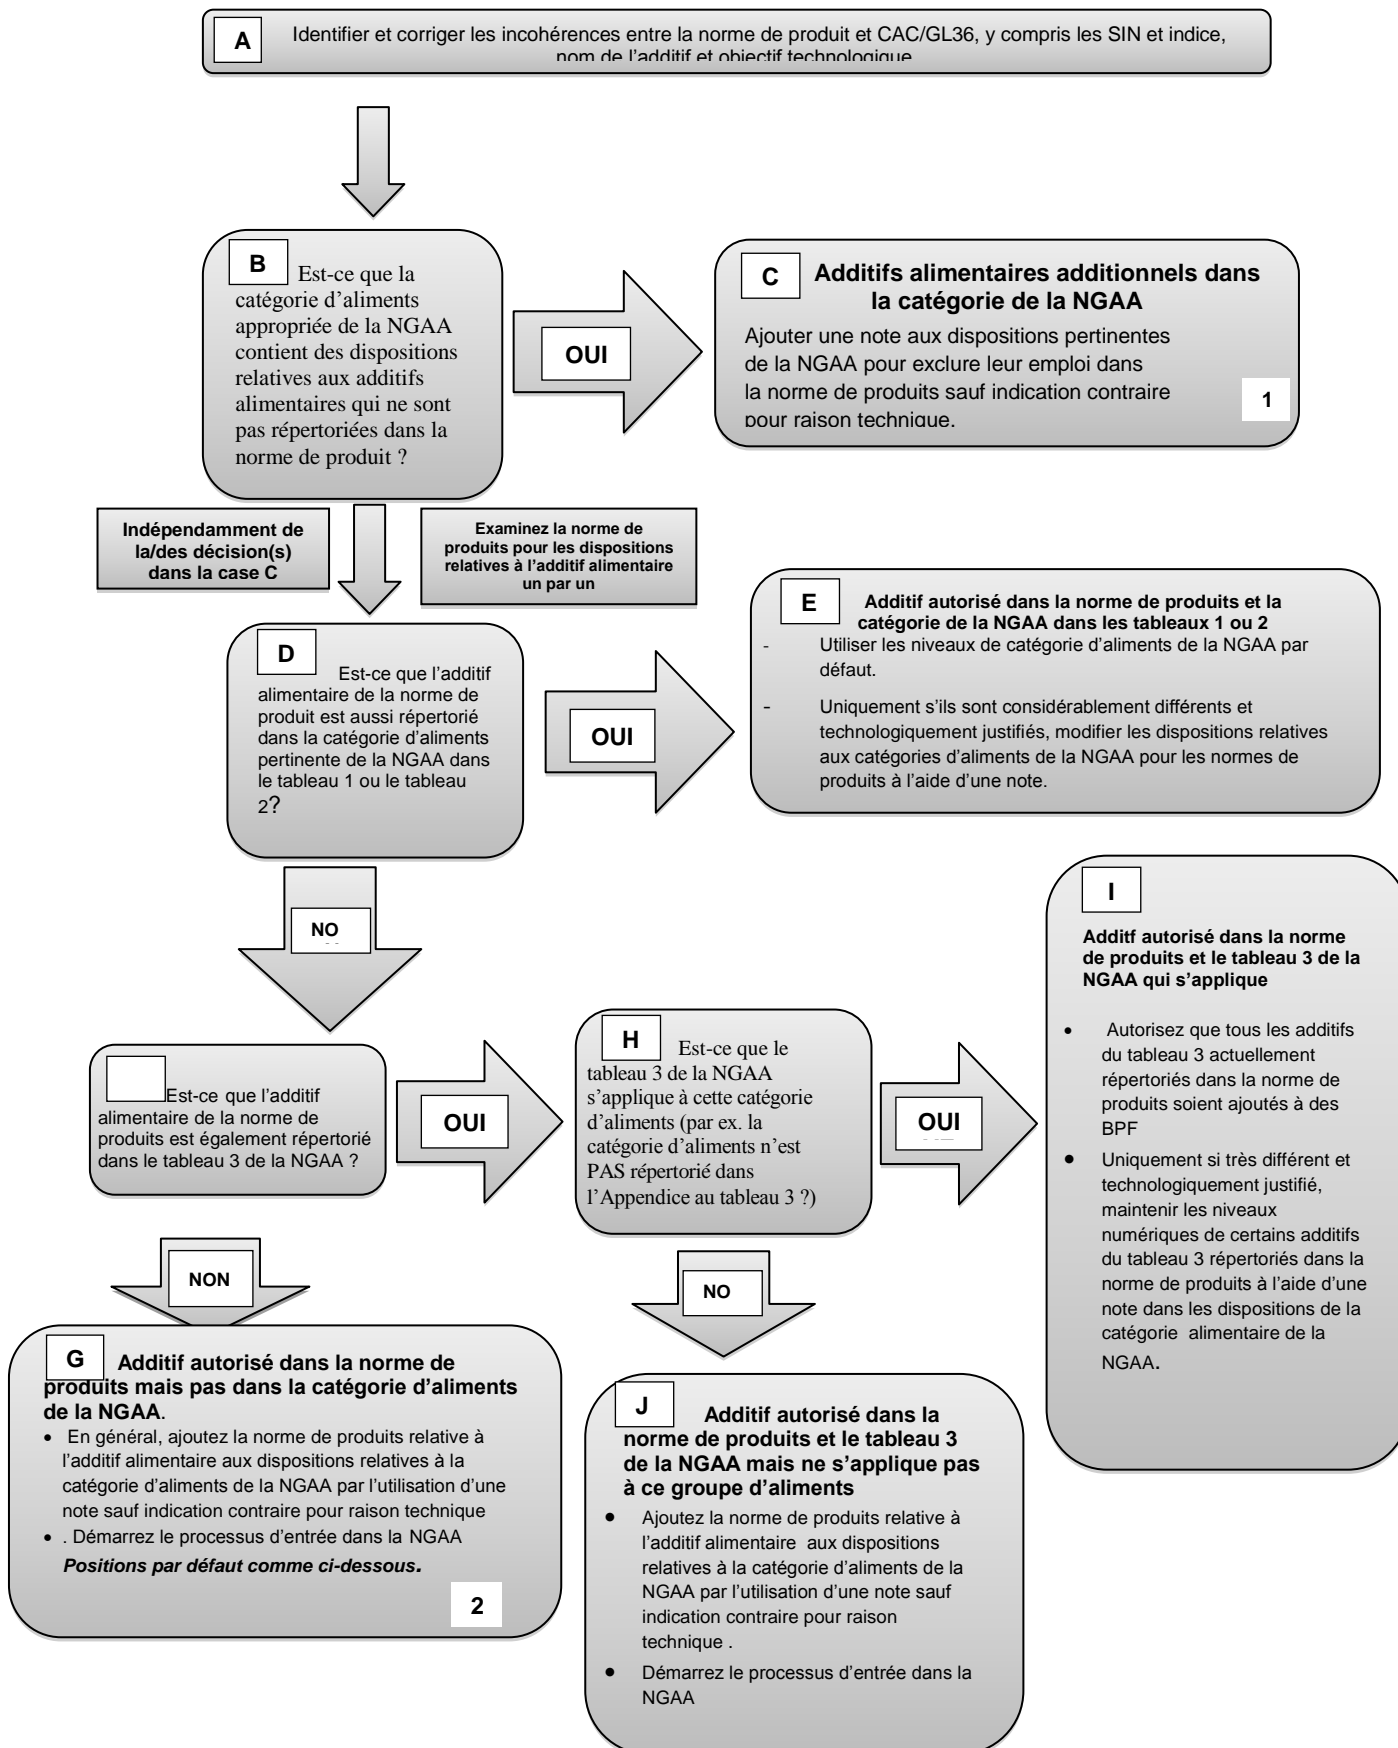 A
Identifier et corriger les incohérences entre la norme de produit et CAC/GL36, y compris les SIN et indice,
nom de l'additif et objectif technologique
B
Est-ce que la
catégorie d'aliments
appropriée de la NGAA
contient des dispositions
relatives aux additifs
alimentaires qui ne sont
pas répertoriées dans la
norme de produit ?
OUI
C
Additifs alimentaires additionnels dans
la catégorie de la NGAA
Ajouter une note aux dispositions pertinentes
de la NGAA pour exclure leur emploi dans
la norme de produits sauf indication contraire
pour raison technique.
1
Indépendamment de
la/des décision(s)
dans la case C
Examinez la norme de
produits pour les dispositions
relatives à l'additif alimentaire
un par un
D
Est-ce que l'additif
alimentaire de la norme de
produit est aussi répertorié
dans la catégorie d'aliments
pertinente de la NGAA dans
le tableau 1 ou le tableau
2?
OUI
E
Additif autorisé dans la norme de produits et la
catégorie de la NGAA dans les tableaux 1 ou 2
- Utiliser les niveaux de catégorie d'aliments de la NGAA par
défaut.
- Uniquement s'ils sont considérablement différents et
technologiquement justifiés, modifier les dispositions relatives
aux catégories d'aliments de la NGAA pour les normes de
produits à l'aide d'une note.
NO
Est-ce que l'additif
alimentaire de la norme de
produits est également répertorié
dans le tableau 3 de la NGAA ?
OUI
H
Est-ce que le
tableau 3 de la NGAA
s'applique à cette catégorie
d'aliments (par ex. la
catégorie d'aliments n'est
PAS répertorié dans
l'Appendice au tableau 3 ?)
OUI
I
Additf autorisé dans la norme
de produits et le tableau 3 de la
NGAA qui s'applique
• Autorisez que tous les additifs
du tableau 3 actuellement
répertoriés dans la norme de
produits soient ajoutés à des
BPF
• Uniquement si très différent et
technologiquement justifié,
maintenir les niveaux
numériques de certains additifs
du tableau 3 répertoriés dans la
norme de produits à l'aide d'une
note dans les dispositions de la
catégorie alimentaire de la
NGAA.
NON
G
Additif autorisé dans la norme de
produits mais pas dans la catégorie d'aliments
de la NGAA.
• En général, ajoutez la norme de produits relative à
l'additif alimentaire aux dispositions relatives à la
catégorie d'aliments de la NGAA par l'utilisation d'une
note sauf indication contraire pour raison technique
• . Démarrez le processus d'entrée dans la NGAA
Positions par défaut comme ci-dessous.
2
NO
J
Additif autorisé dans la
norme de produits et le tableau 3
de la NGAA mais ne s'applique pas
à ce groupe d'aliments
• Ajoutez la norme de produits relative à
l'additif alimentaire aux dispositions
relatives à la catégorie d'aliments de la
NGAA par l'utilisation d'une note sauf
indication contraire pour raison
technique .
• Démarrez le processus d'entrée dans la
NGAA